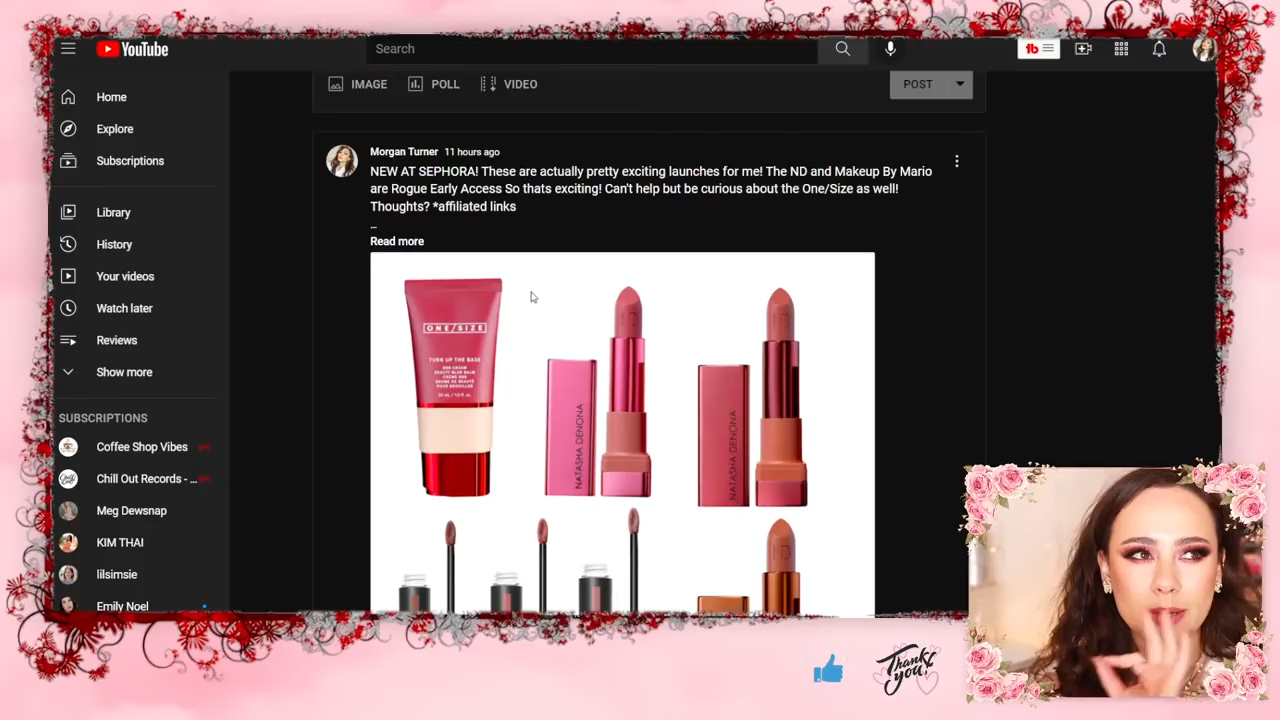 YouTube
Search
Home
Explore
Subscriptions
Library
History
Your videos
Watch later
Reviews
Show more
SUBSCRIPTIONS
Coffee Shop Vibes
Chill Out Records - ...
Meg Dewsnap
KIM THAI
lilsimsie
Emily Noel
IMAGE POLL VIDEO
POST
Morgan Turner 11 hours ago
NEW AT SEPHORA! These are actually pretty exciting launches for me! The ND and Makeup By Mario
are Rogue Early Access So thats exciting! Can't help but be curious about the One/Size as well!
Thoughts? *affiliated links
...
Read more
ONE/SIZE
TURN UP THE BASE
NATASHA DENONA
ND
NATASHA DENONA
ND
ND
tb
Thank
you!